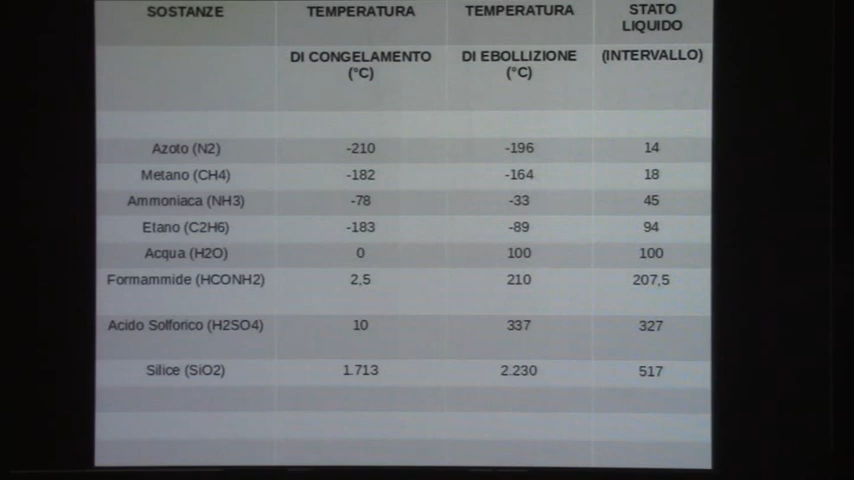 SOSTANZE TEMPERATURA TEMPERATURA STATO LIQUIDO
DI CONGELAMENTO (°C) DI EBOLLIZIONE (°C) (INTERVALLO)
Azoto (N2) -210 -196 14
Metano (CH4) -182 -164 18
Ammoniaca (NH3) -78 -33 45
Etano (C2H6) -183 -89 94
Acqua (H2O) 0 100 100
Formammide (HCONH2) 2,5 210 207,5
Acido Solforico (H2SO4) 10 337 327
Silice (SiO2) 1.713 2.230 517